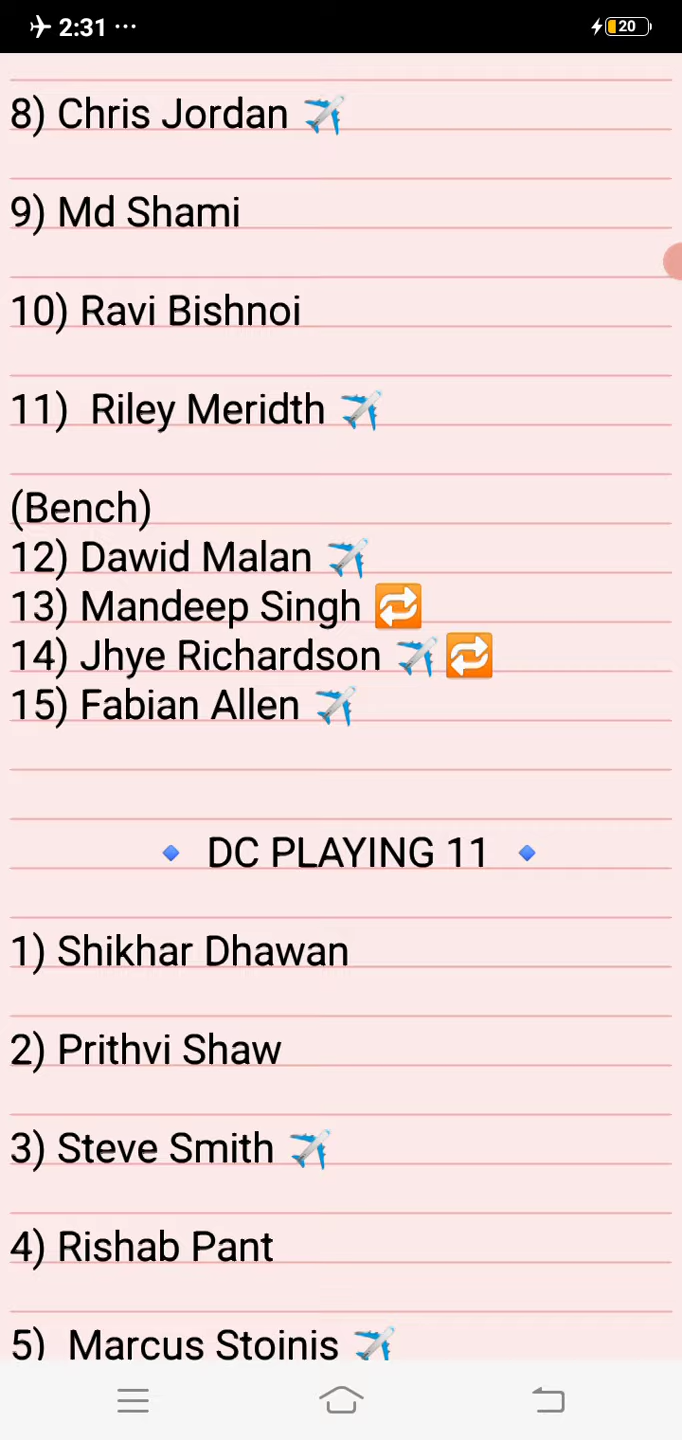 2:31 ...
20
8) Chris Jordan ✈️
9) Md Shami
10) Ravi Bishnoi
11)  Riley Meridth ✈️
(Bench)
12) Dawid Malan ✈️
13) Mandeep Singh 🔁
14) Jhye Richardson ✈️🔁
15) Fabian Allen ✈️
🔹 DC PLAYING 11 🔹
1) Shikhar Dhawan
2) Prithvi Shaw
3) Steve Smith ✈️
4) Rishab Pant
5)  Marcus Stoinis ✈️